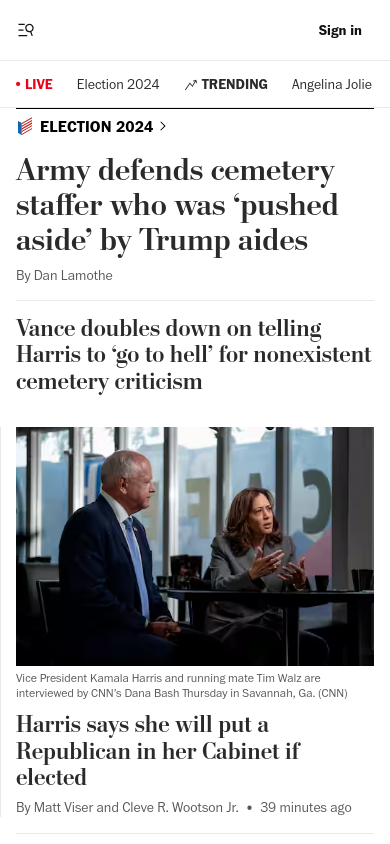 Sign in
• LIVE Election 2024 TRENDING Angelina Jolie
ELECTION 2024
Army defends cemetery
staffer who was ‘pushed
aside’ by Trump aides
By Dan Lamothe
Vance doubles down on telling
Harris to ‘go to hell’ for nonexistent
cemetery criticism
CAFE
Vice President Kamala Harris and running mate Tim Walz are
interviewed by CNN’s Dana Bash Thursday in Savannah, Ga. (CNN)
Harris says she will put a
Republican in her Cabinet if
elected
By Matt Viser and Cleve R. Wootson Jr. • 39 minutes ago